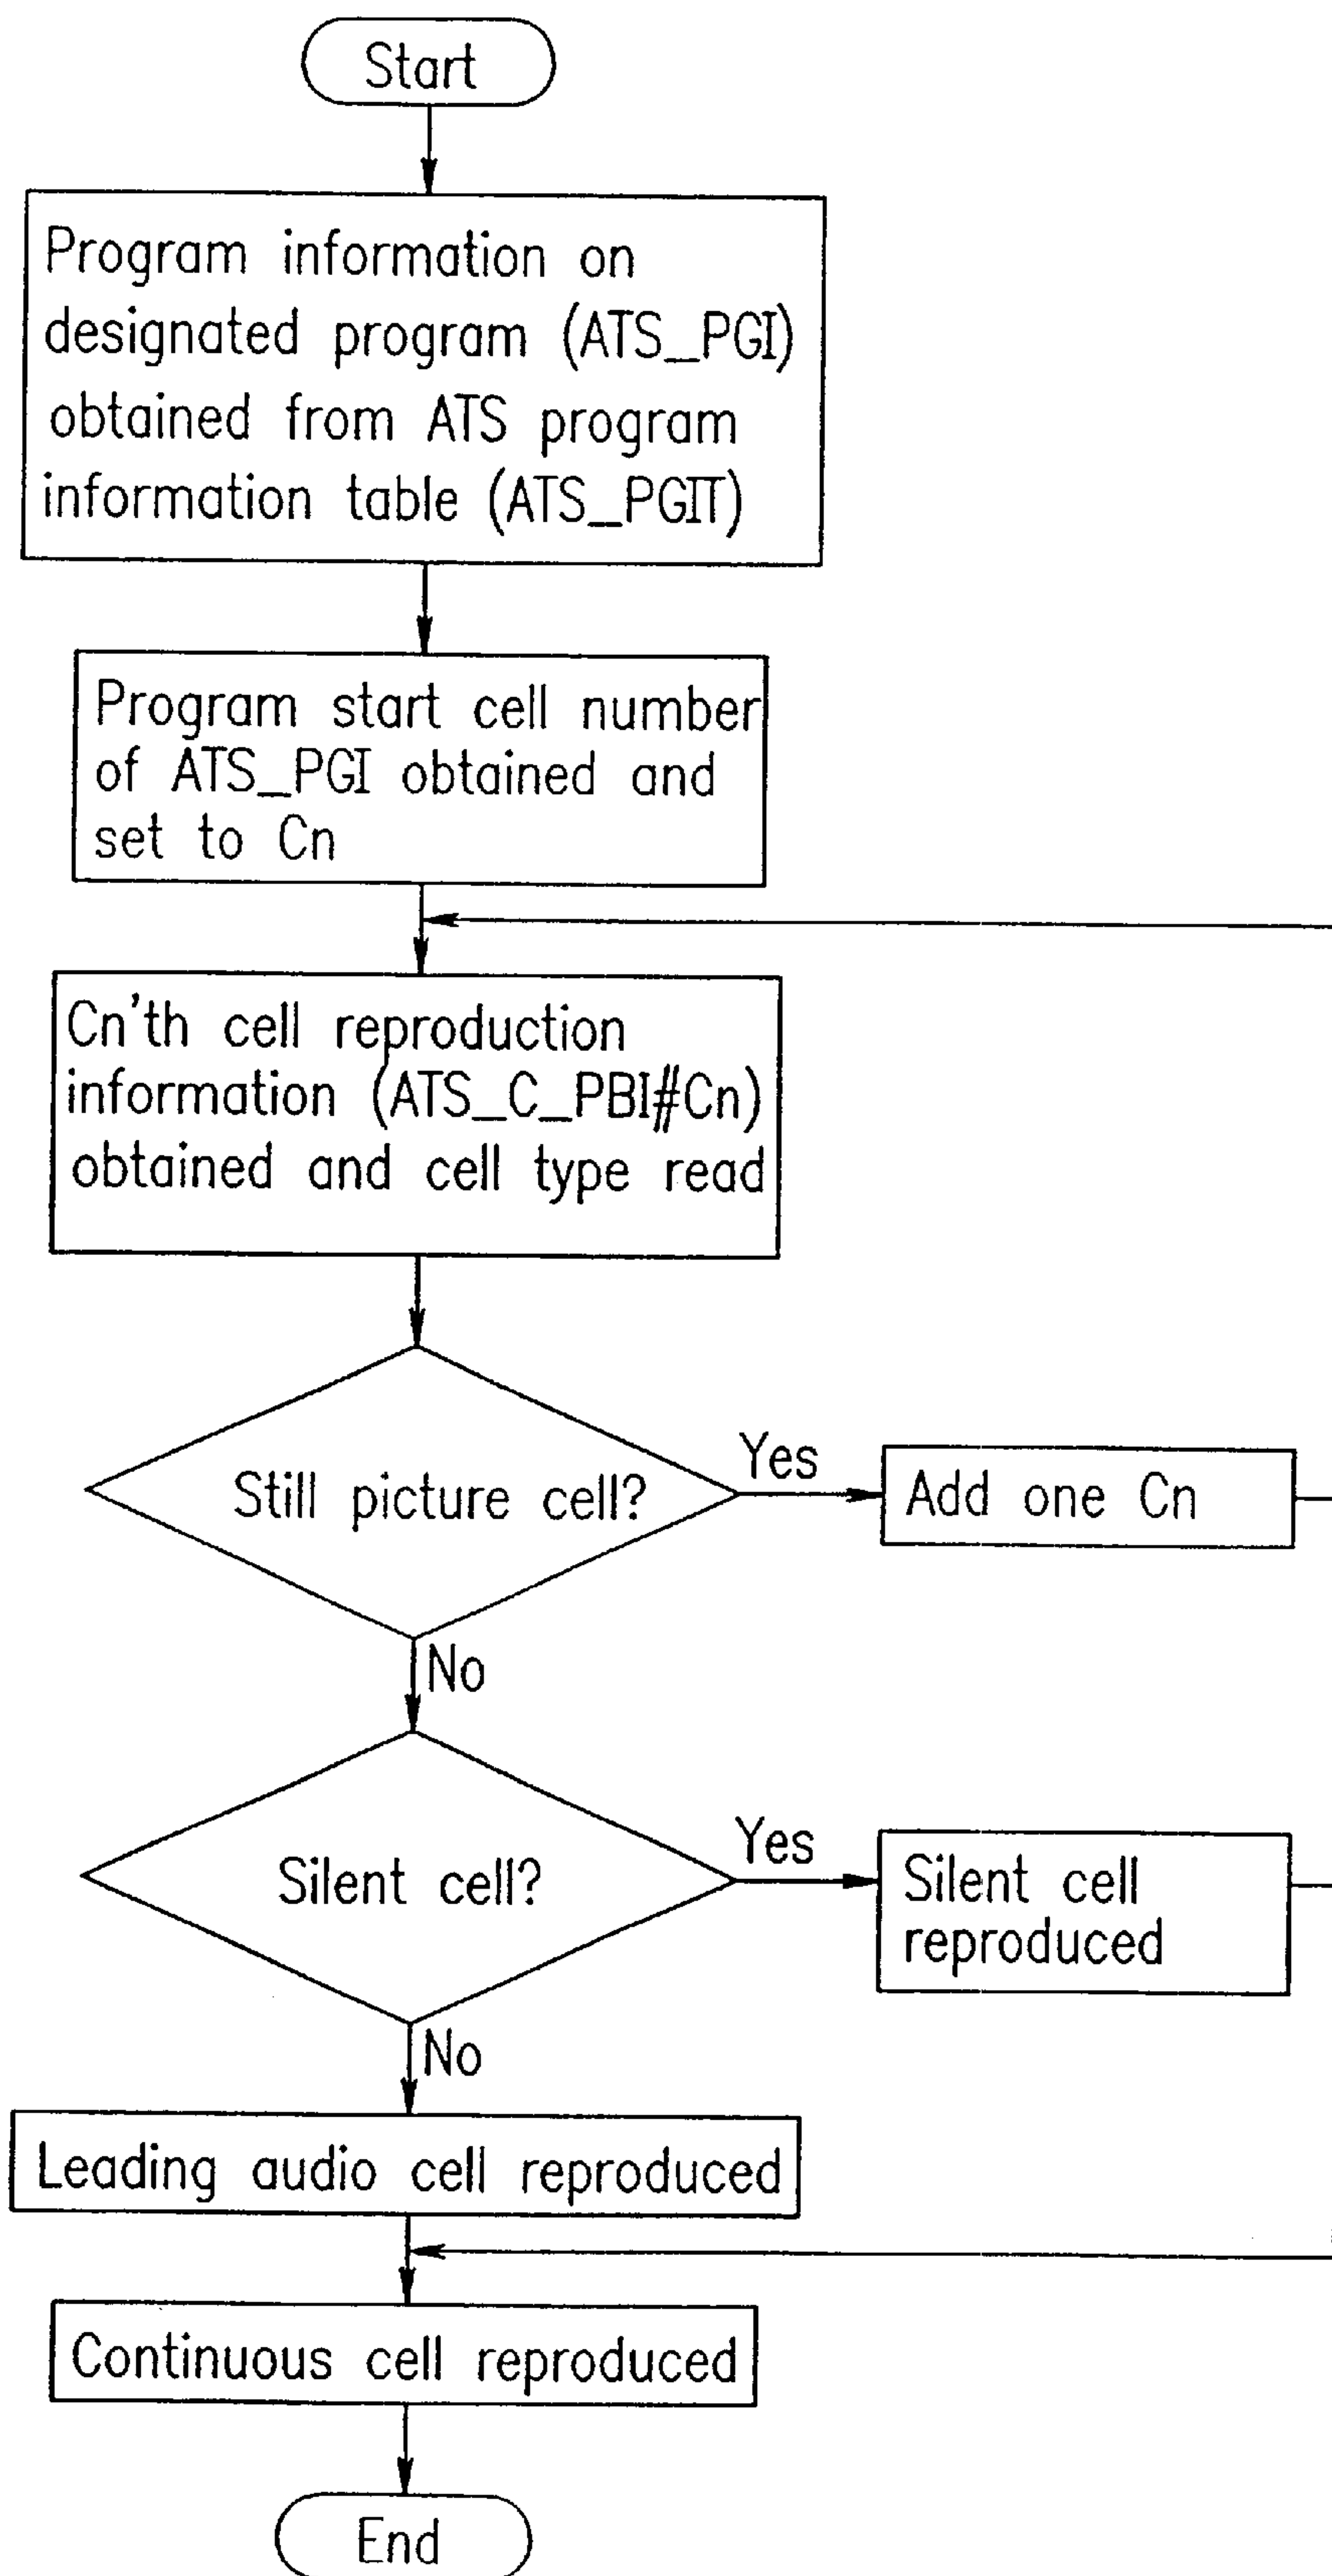 Start
Program information on
designated program (ATS_PGI)
obtained from ATS program
information table (ATS_PGIT)
Program start cell number
of ATS_PGI obtained and
set to Cn
Cn'th cell reproduction
information (ATS_C_PBI#Cn)
obtained and cell type read
Still picture cell?
Yes
Add one Cn
No
Silent cell?
Yes
Silent cell
reproduced
No
Leading audio cell reproduced
Continuous cell reproduced
End